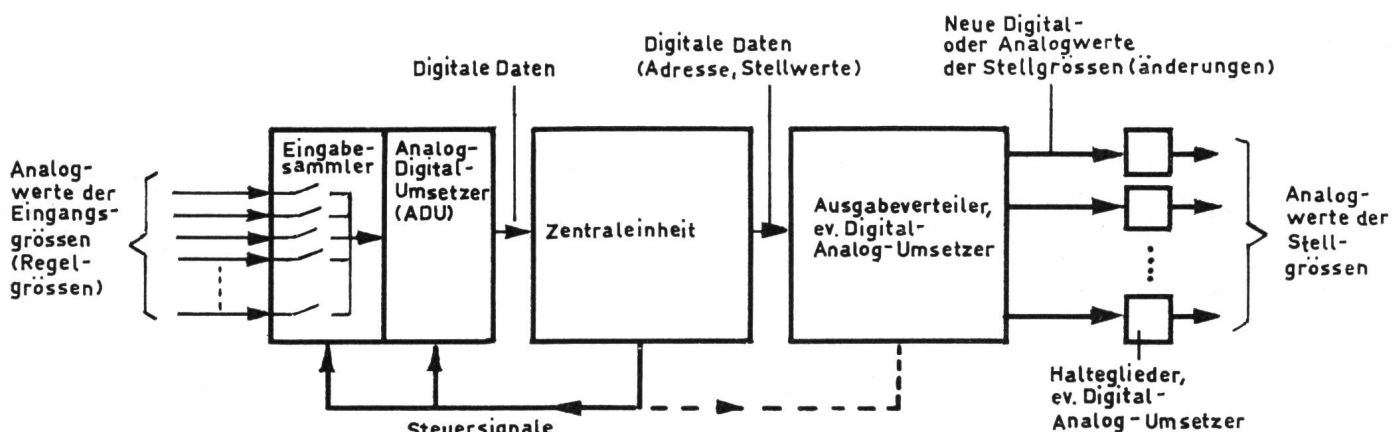 Neue Digital-
oder Analogwerte
der Stellgrössen (änderungen)
Digitale Daten
(Adresse, Stellwerte)
Digitale Daten
Analog-
werte der
Eingangs-
grössen
(Regel-
grössen)
Eingabe-
sammler
Analog-
Digital-
Umsetzer
(ADU)
Zentraleinheit
Ausgabeverteiler,
ev. Digital-
Analog-Umsetzer
Analog-
werte der
Stell-
grössen
Halteglieder,
ev. Digital-
Analog-Umsetzer
Steuersignale